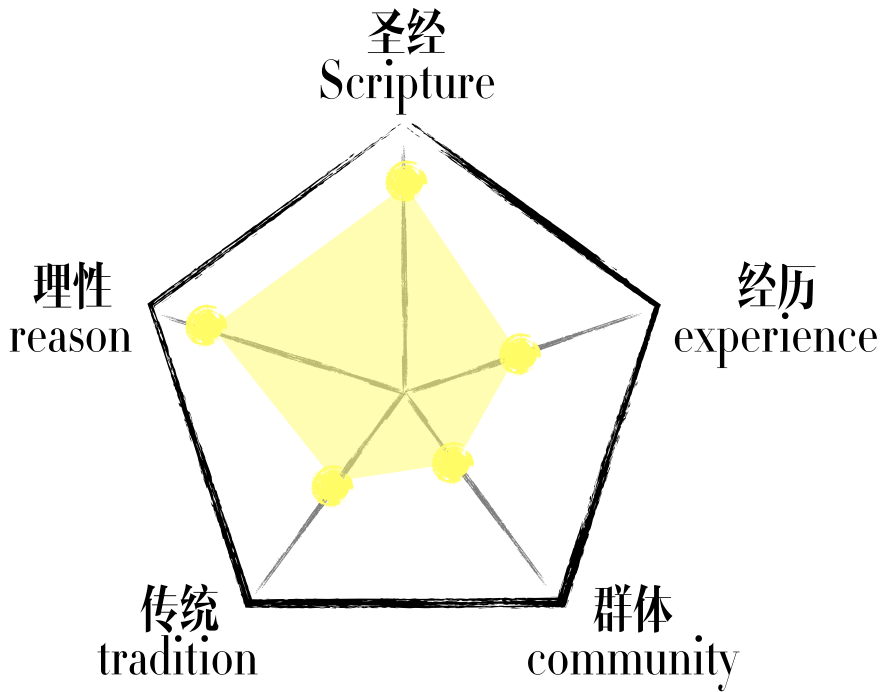 圣经
Scripture
理性
reason
经历
experience
传统
tradition
群体
community